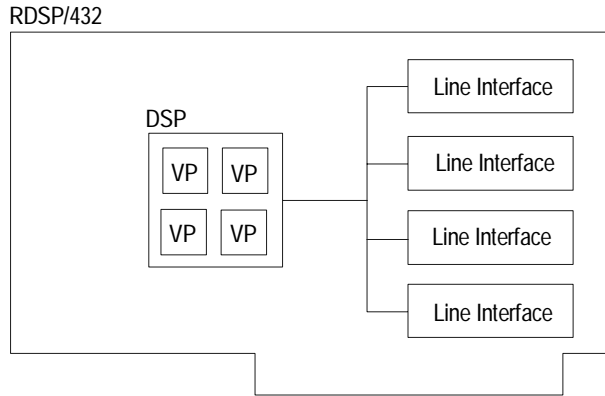 RDSP/432
Line Interface
DSP
VP VP
Line Interface
VP VP
Line Interface
Line Interface